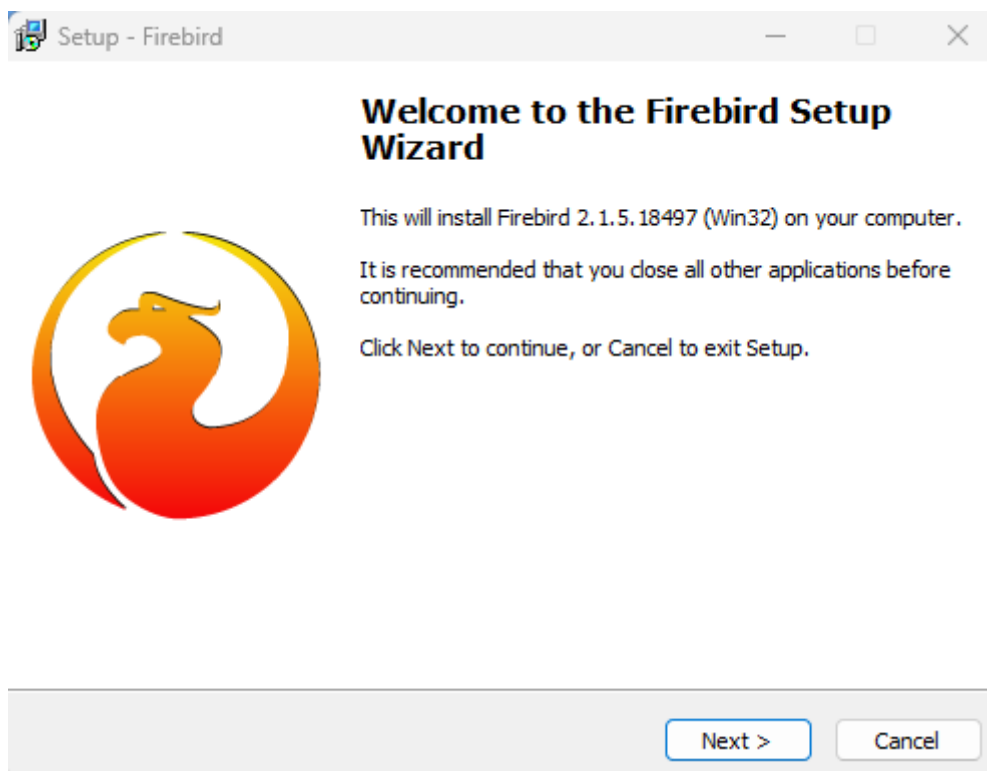 Setup - Firebird
Welcome to the Firebird Setup
Wizard
This will install Firebird 2.1.5.18497 (Win32) on your computer.
It is recommended that you close all other applications before
continuing.
Click Next to continue, or Cancel to exit Setup.
Next >
Cancel